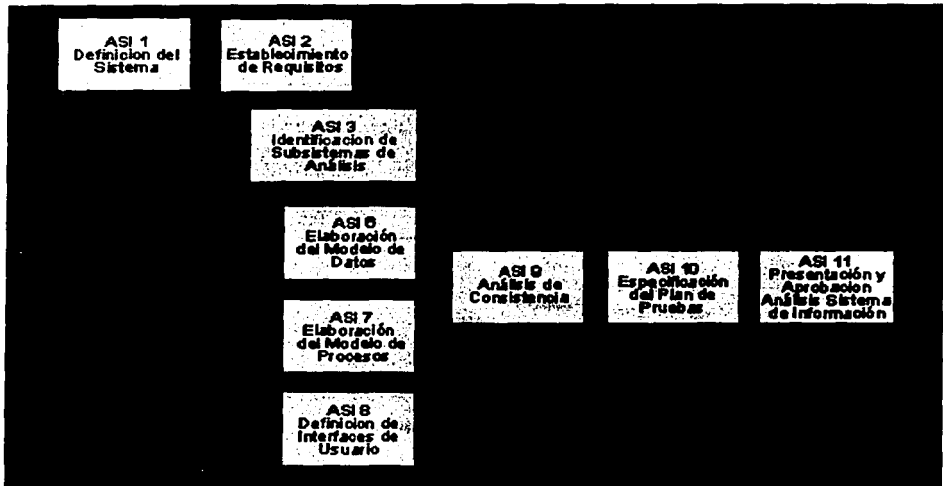 ASI 1
Definicion del
Sistema
ASI 2
Establecimiento
de Requisitos
ASI 3
Identificacion de
Subsistemas de
Análisis
ASI 6
Elaboración
del Modelo de
Datos
ASI 7
Elaboración
del Modelo de
Procesos
ASI 8
Definicion de
Interfaces de
Usuario
ASI 9
Análisis de
Consistencia
ASI 10
Especificación
del Plan de
Pruebas
ASI 11
Presentación y
Aprobacion
Análisis Sistema
de Información